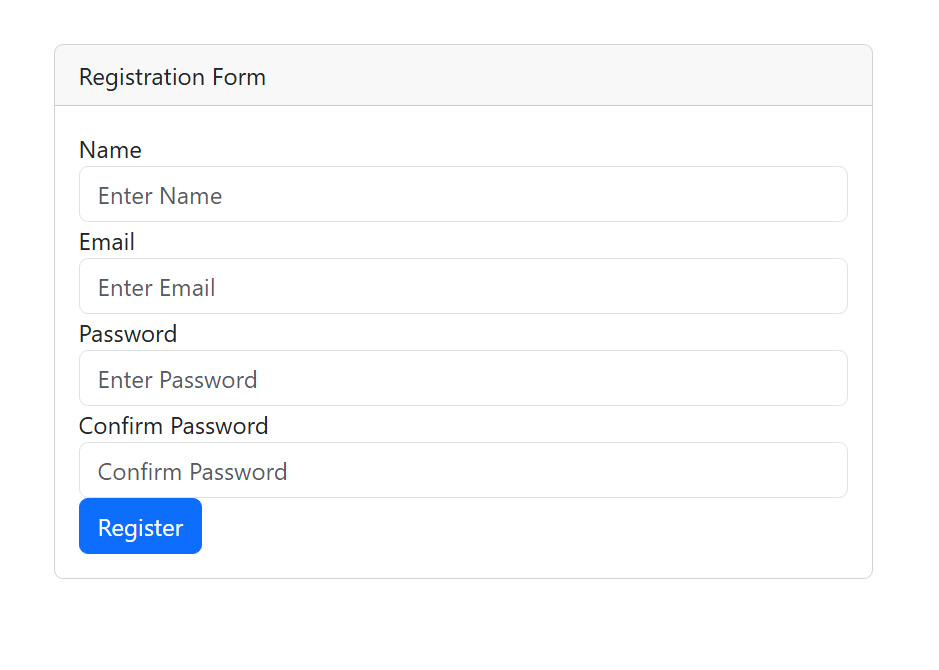 Registration Form
Name
Enter Name
Email
Enter Email
Password
Enter Password
Confirm Password
Confirm Password
Register